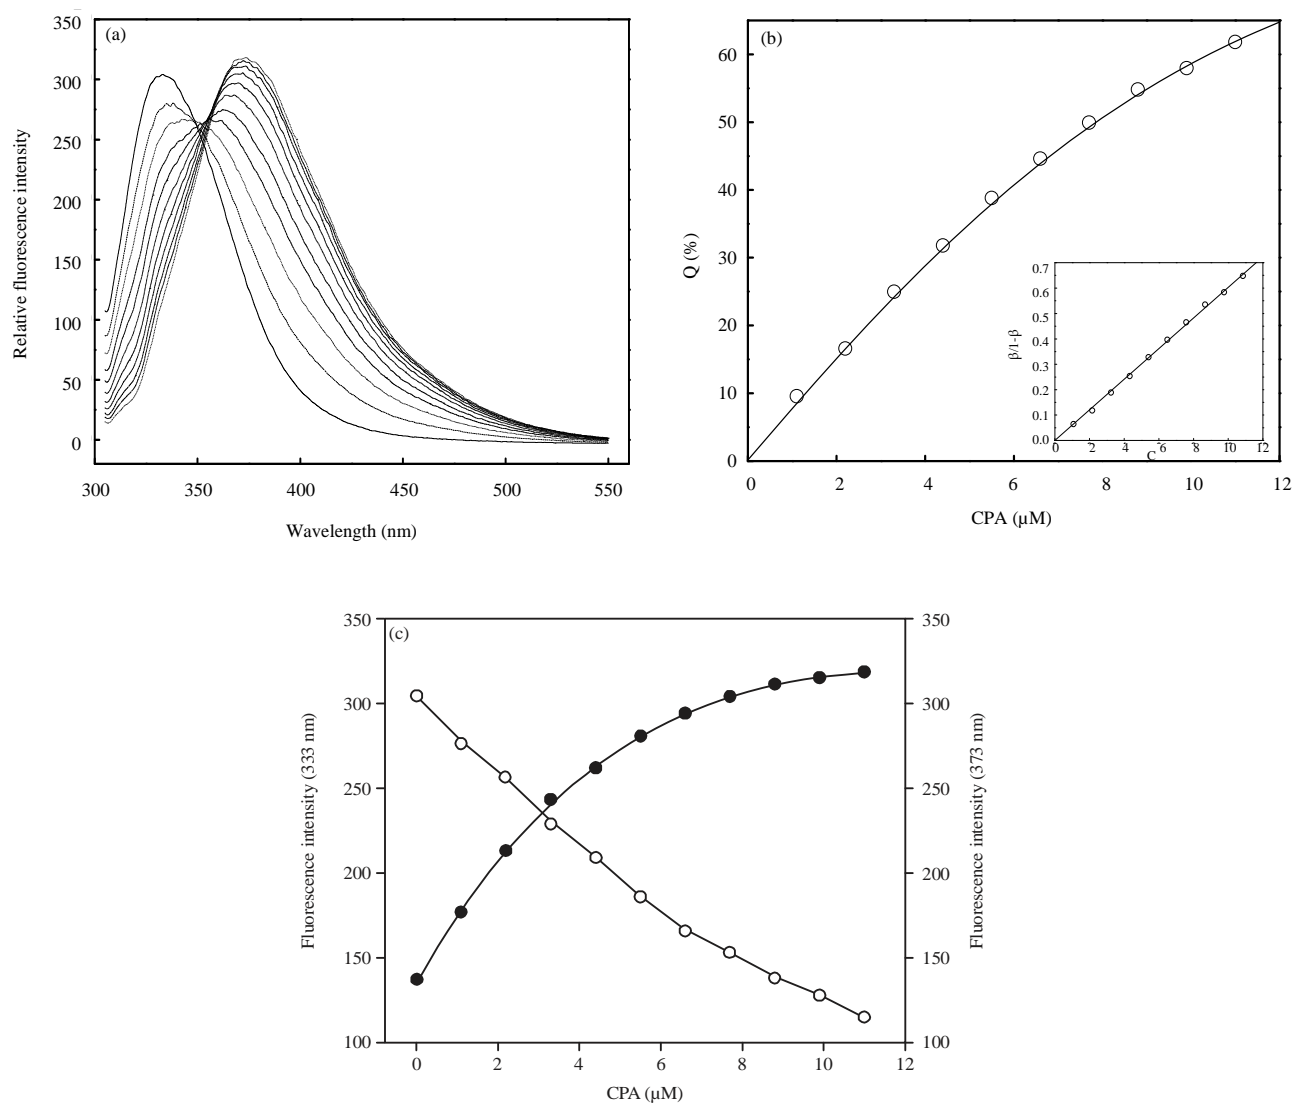 (a)
350
300
250
200
150
100
50
0
Relative fluorescence intensity
300 350 400 450 500 550
Wavelength (nm)
(b)
60
50
40
30
20
10
0
Q (%)
0 2 4 6 8 10 12
CPA (µM)
0.7
0.6
0.5
0.4
0.3
0.2
0.1
0.0
β/1-β
0 2 4 6 8 10 12
C
(c)
350
300
250
200
150
100
Fluorescence intensity (333 nm)
350
300
250
200
150
100
Fluorescence intensity (373 nm)
0 2 4 6 8 10 12
CPA (µM)